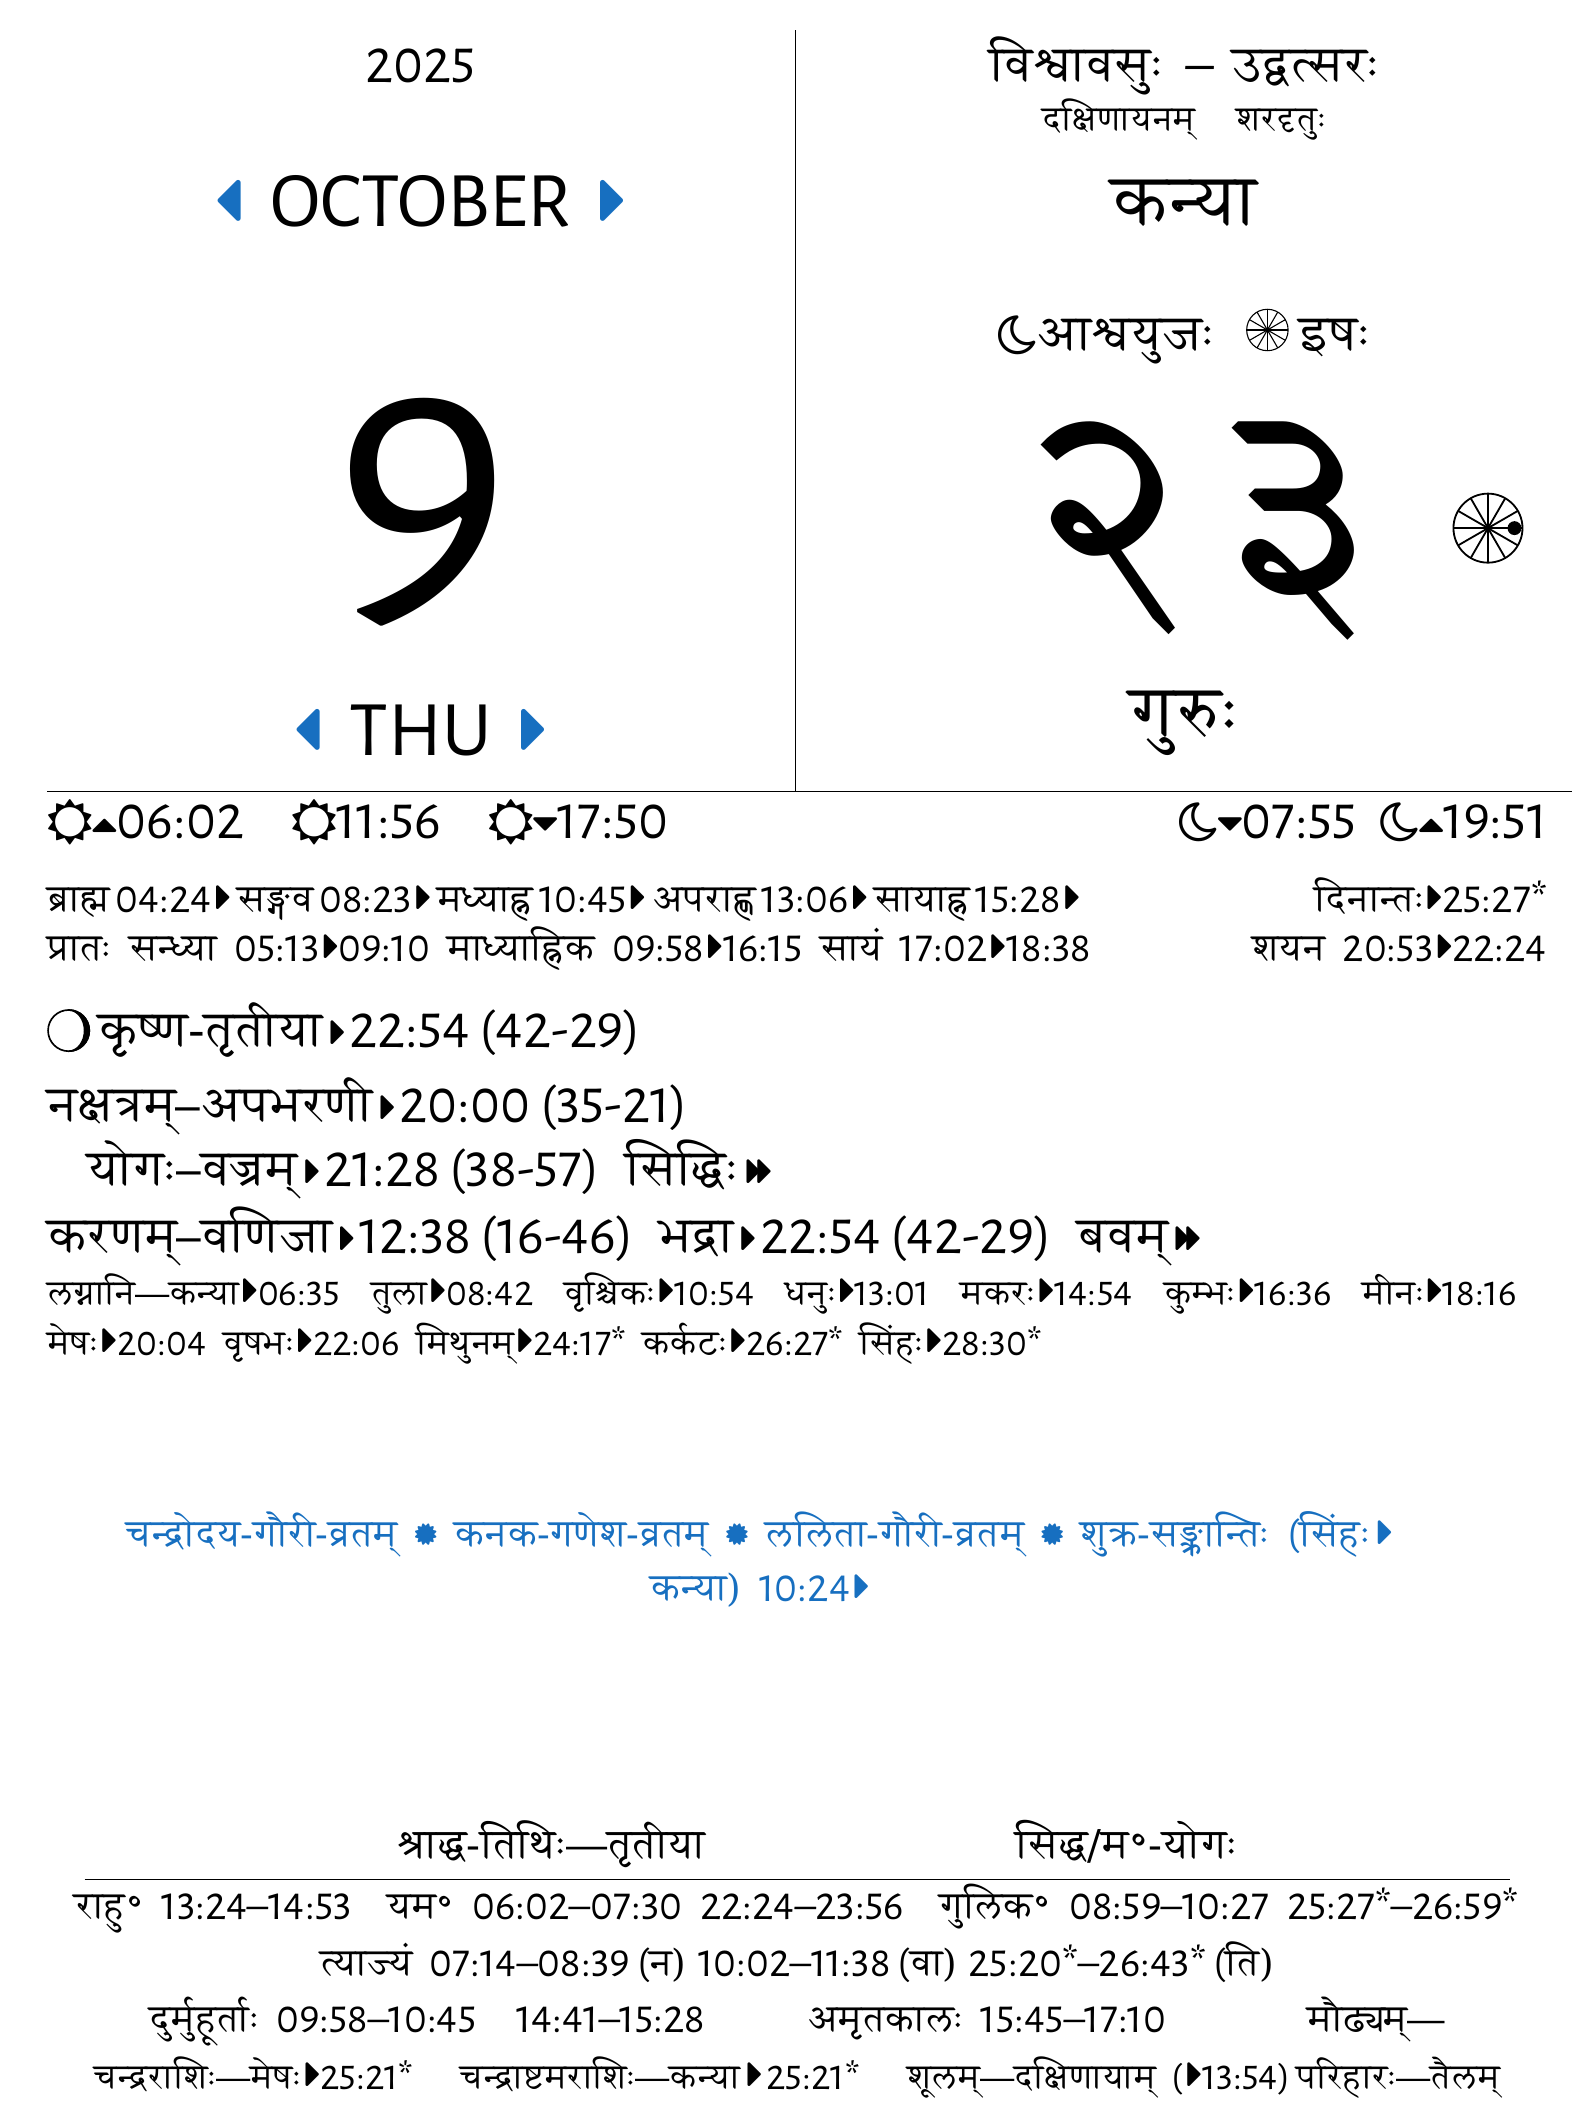 2025
OCTOBER
9
THU
विश्वावसुः – उद्वत्सरः
दक्षिणायनम् शरदृतुः
कन्या
आश्वयुजः इषः
२३
गुरुः
06:02 11:56 17:50 07:55 19:51
ब्राह्म 04:24 सङ्गव 08:23 मध्याह्न 10:45 अपराह्ण 13:06 सायाह्न 15:28 दिनान्तः 25:27*
प्रातः सन्ध्या 05:13 09:10 माध्याह्निक 09:58 16:15 सायं 17:02 18:38 शयन 20:53 22:24
कृष्ण-तृतीया 22:54 (42-29)
नक्षत्रम्–अपभरणी 20:00 (35-21)
योगः–वज्रम् 21:28 (38-57) सिद्धिः
करणम्–वणिजा 12:38 (16-46) भद्रा 22:54 (42-29) बवम्
लग्नानि—कन्या 06:35 तुला 08:42 वृश्चिकः 10:54 धनुः 13:01 मकरः 14:54 कुम्भः 16:36 मीनः 18:16
मेषः 20:04 वृषभः 22:06 मिथुनम् 24:17* कर्कटः 26:27* सिंहः 28:30*
चन्द्रोदय-गौरी-व्रतम् कनक-गणेश-व्रतम् ललिता-गौरी-व्रतम् शुक्र-सङ्क्रान्तिः (सिंहः
कन्या) 10:24
श्राद्ध-तिथिः—तृतीया सिद्ध/म°-योगः
राहु° 13:24–14:53 यम° 06:02–07:30 22:24–23:56 गुलिक° 08:59–10:27 25:27*–26:59*
त्याज्यं 07:14–08:39 (न) 10:02–11:38 (वा) 25:20*–26:43* (ति)
दुर्मुहूर्ताः 09:58–10:45 14:41–15:28 अमृतकालः 15:45–17:10 मौढ्यम्—
चन्द्रराशिः—मेषः 25:21* चन्द्राष्टमराशिः—कन्या 25:21* शूलम्—दक्षिणायाम् (13:54) परिहारः—तैलम्